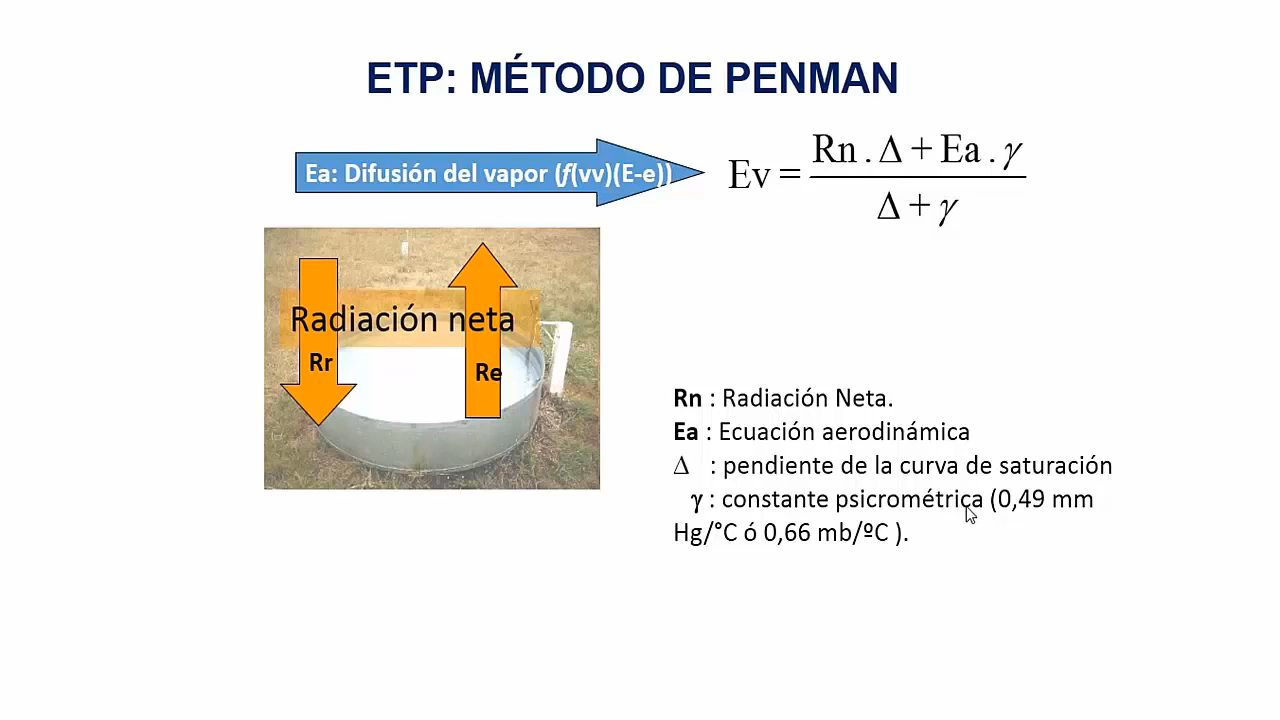 ETP: MÉTODO DE PENMAN
Ea: Difusión del vapor (f(vv)(E-e))
Ev = Rn . Δ + Ea . γ
Δ + γ
Radiación neta
Rr
Re
Rn : Radiación Neta.
Ea : Ecuación aerodinámica
Δ : pendiente de la curva de saturación
γ : constante psicrométrica (0,49 mm
Hg/°C ó 0,66 mb/ºC ).